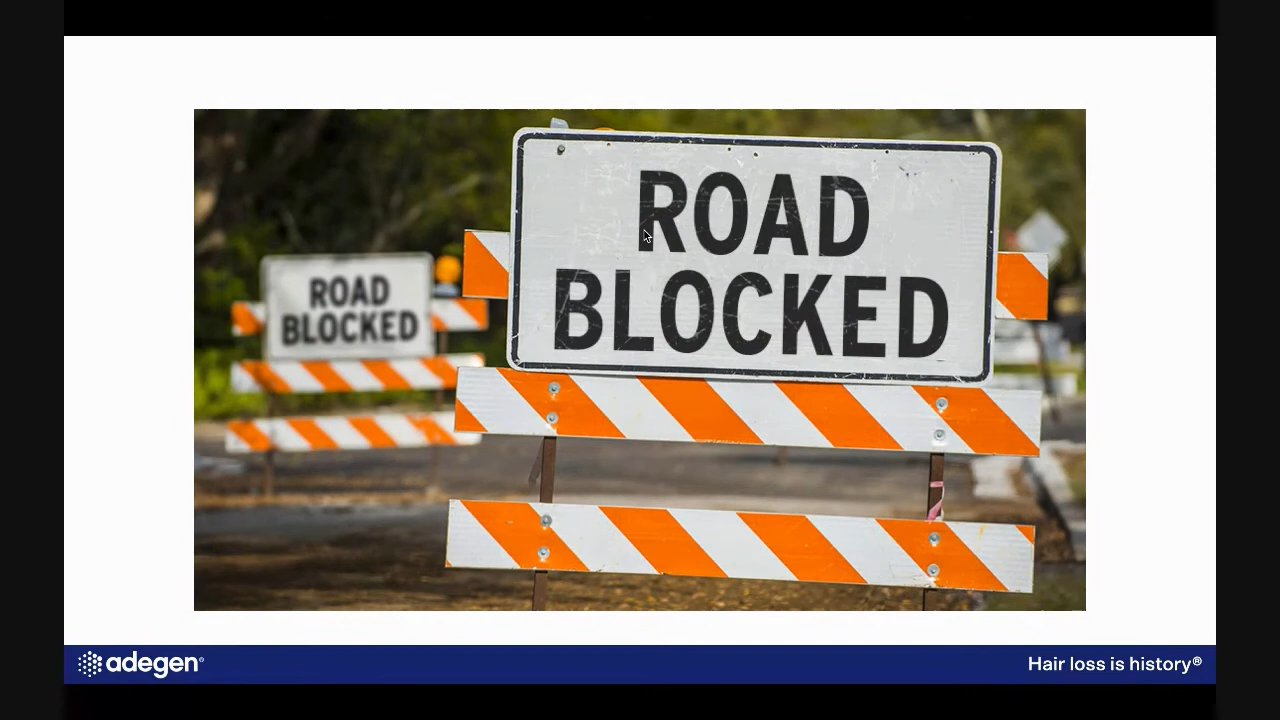 ROAD
BLOCKED
ROAD
BLOCKED
adegen®
Hair loss is history®